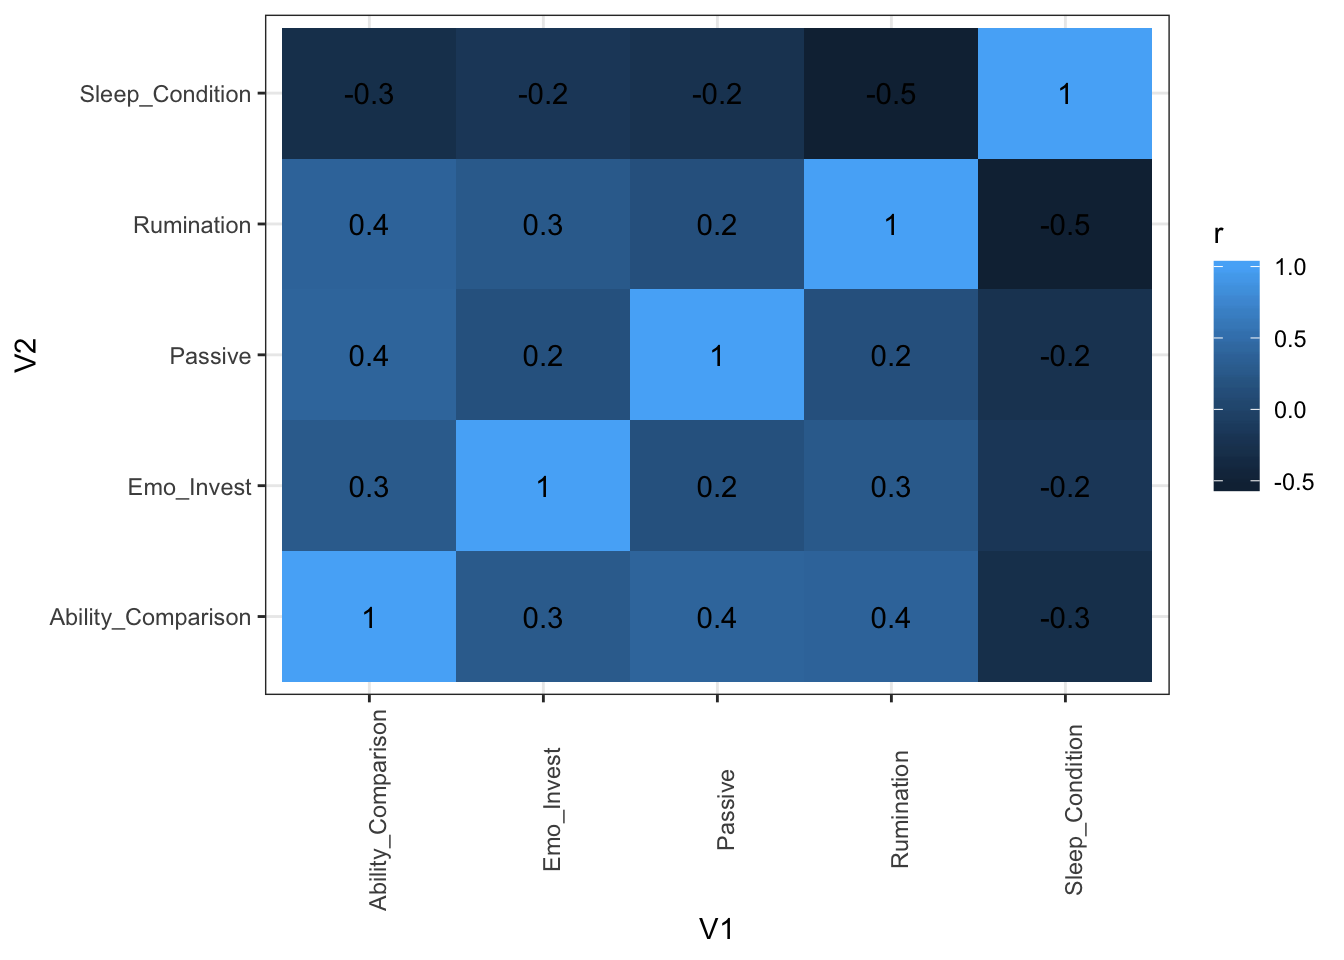 Sleep_Condition -0.3 -0.2 -0.2 -0.5 1
Rumination 0.4 0.3 0.2 1 -0.5
Passive 0.4 0.2 1 0.2 -0.2
Emo_Invest 0.3 1 0.2 0.3 -0.2
Ability_Comparison 1 0.3 0.4 0.4 -0.3
V2
Ability_Comparison
Emo_Invest
Passive
Rumination
Sleep_Condition
V1
r
1.0
0.5
0.0
-0.5